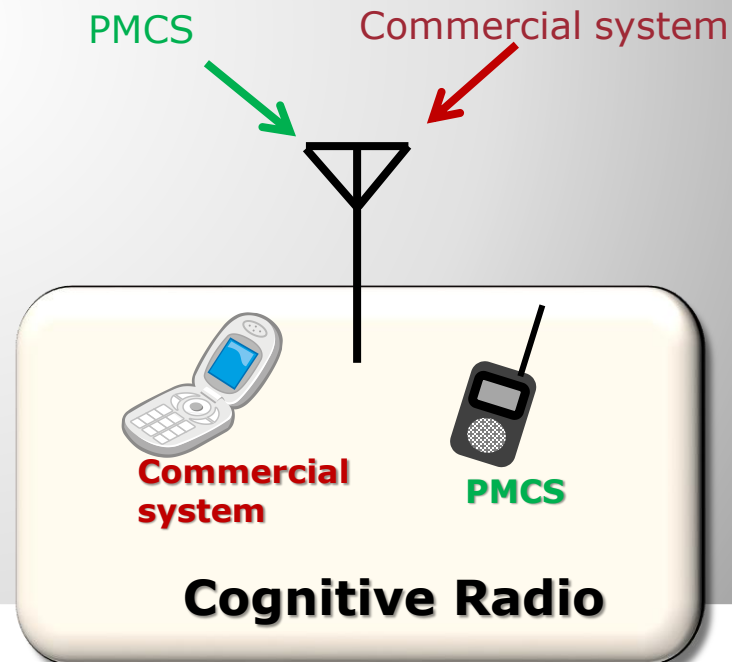 PMCS
Commercial system
Commercial
system
PMCS
Cognitive Radio